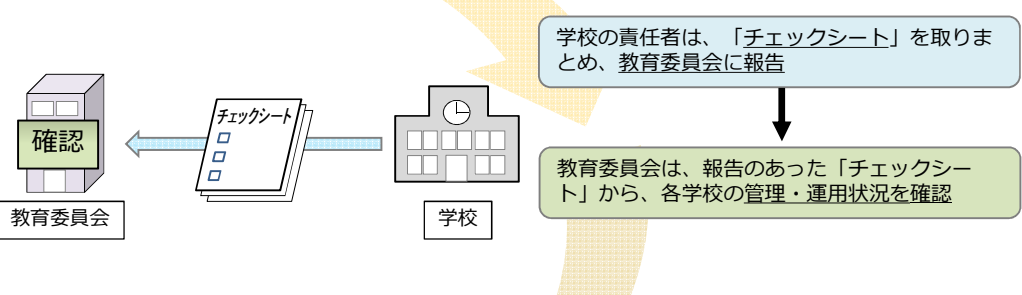 学校の責任者は、「チェックシート」を取りま
とめ、教育委員会に報告
チェックシート
確認
教育委員会は、報告のあった「チェックシー
ト」から、各学校の管理・運用状況を確認
教育委員会
学校